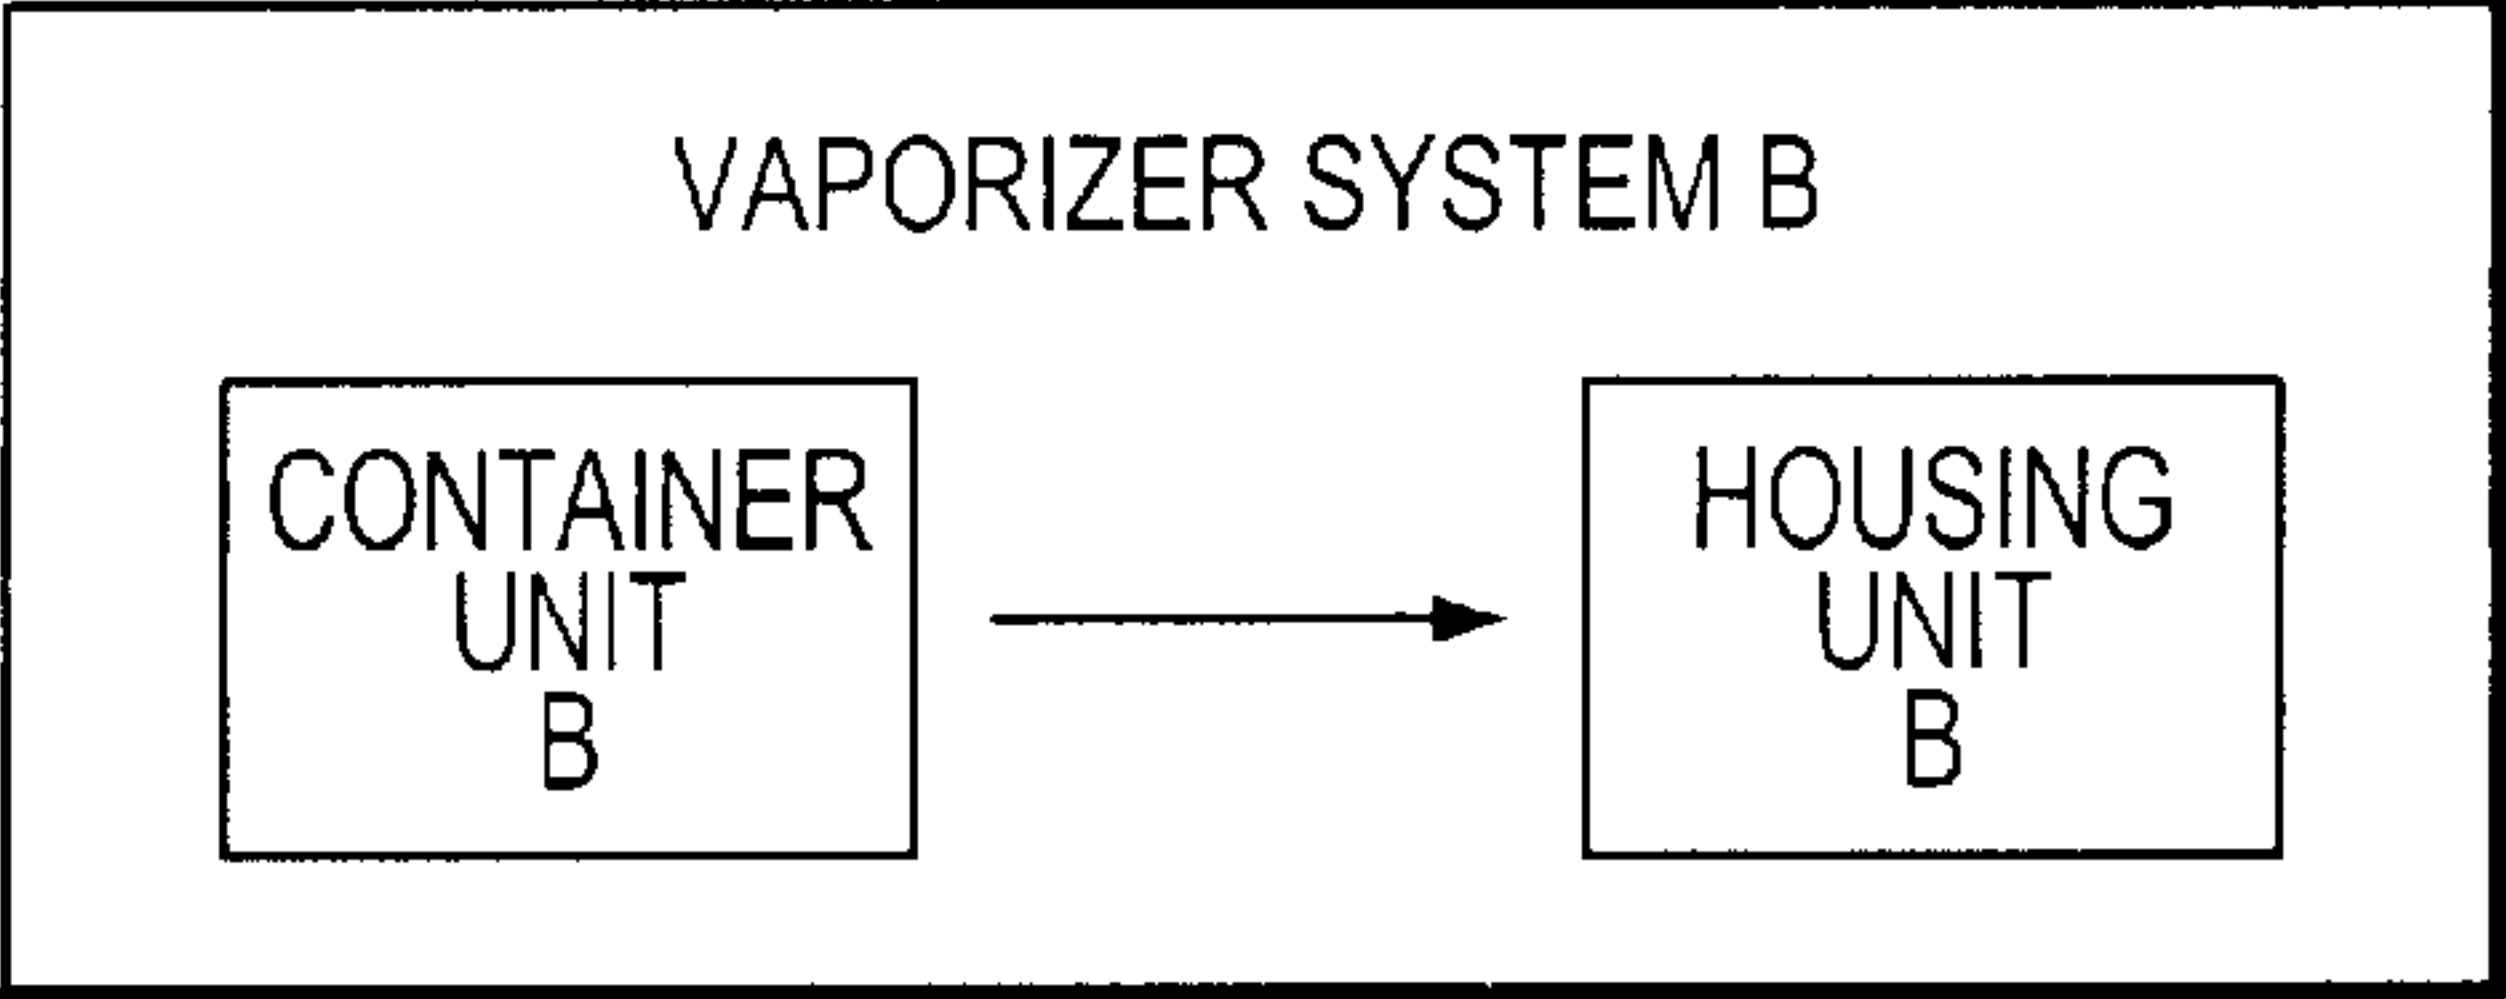 VAPORIZER SYSTEM B
CONTAINER
UNIT
B
HOUSING
UNIT
B